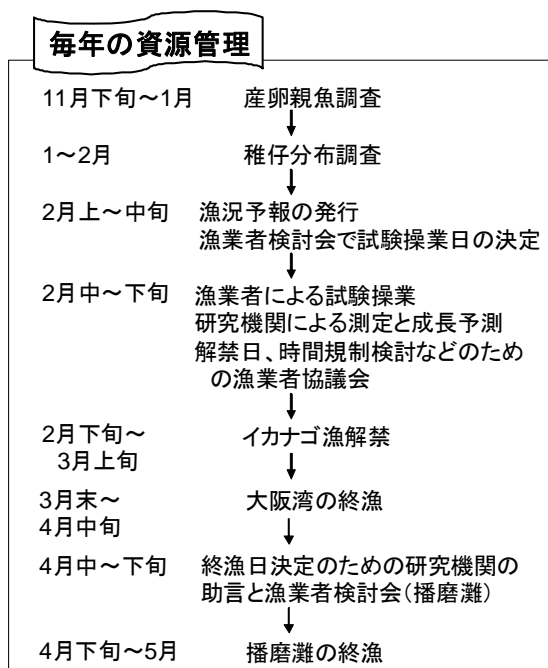 毎年の資源管理
11月下旬～1月 産卵親魚調査
1～2月 稚仔分布調査
2月上～中旬 漁況予報の発行
漁業者検討会で試験操業日の決定
2月中～下旬 漁業者による試験操業
研究機関による測定と成長予測
解禁日、時間規制検討などのため
の漁業者協議会
2月下旬～ イカナゴ漁解禁
3月上旬
3月末～ 大阪湾の終漁
4月中旬
4月中～下旬 終漁日決定のための研究機関の
助言と漁業者検討会（播磨灘）
4月下旬～5月 播磨灘の終漁